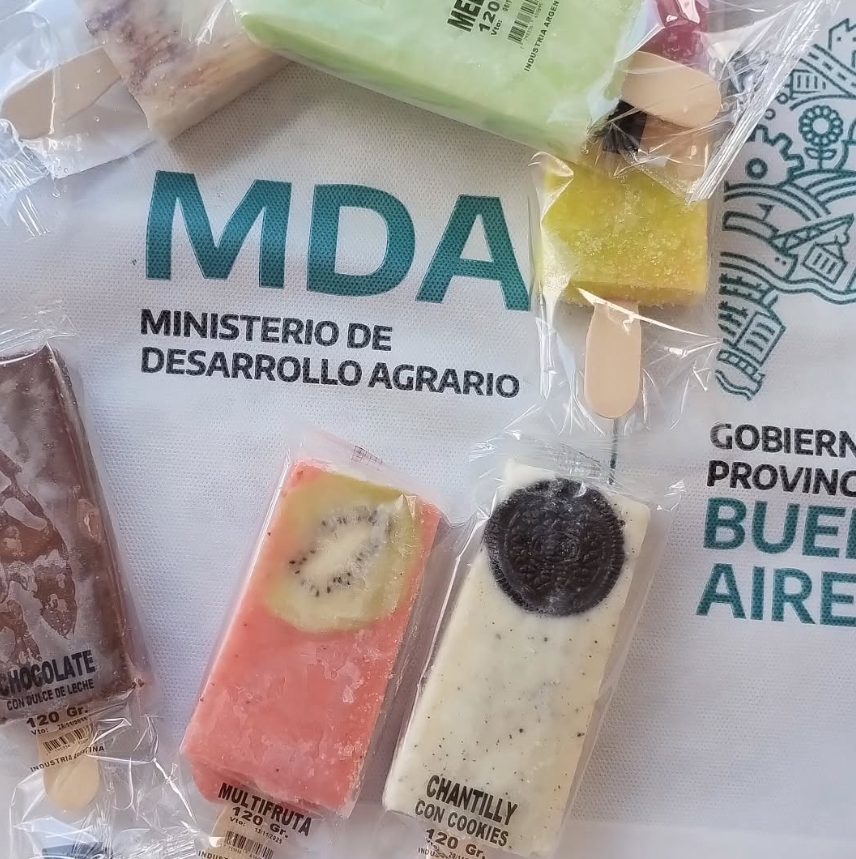 120
INDUSTRIA ARGEN
MDA
MINISTERIO DE
DESARROLLO AGRARIO
GOBIERN
PROVINC
BUE
AIRE
CHOCOLATE
CON DULCE DE LECHE
120 Gr.
Vto:
INDUSTRIA
MULTIFRUTA
120 Gr.
CHANTILLY
CON COOKIES
120 Gr.